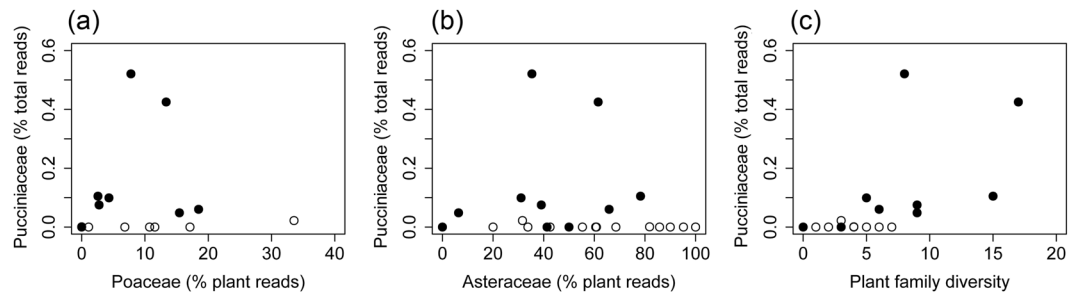 (a)
Pucciniaceae (% total reads)
0.6
0.4
0.2
0.0
0 10 20 30 40
Poaceae (% plant reads)
(b)
Pucciniaceae (% total reads)
0.6
0.4
0.2
0.0
0 20 40 60 80 100
Asteraceae (% plant reads)
(c)
Pucciniaceae (% total reads)
0.6
0.4
0.2
0.0
0 5 10 15 20
Plant family diversity